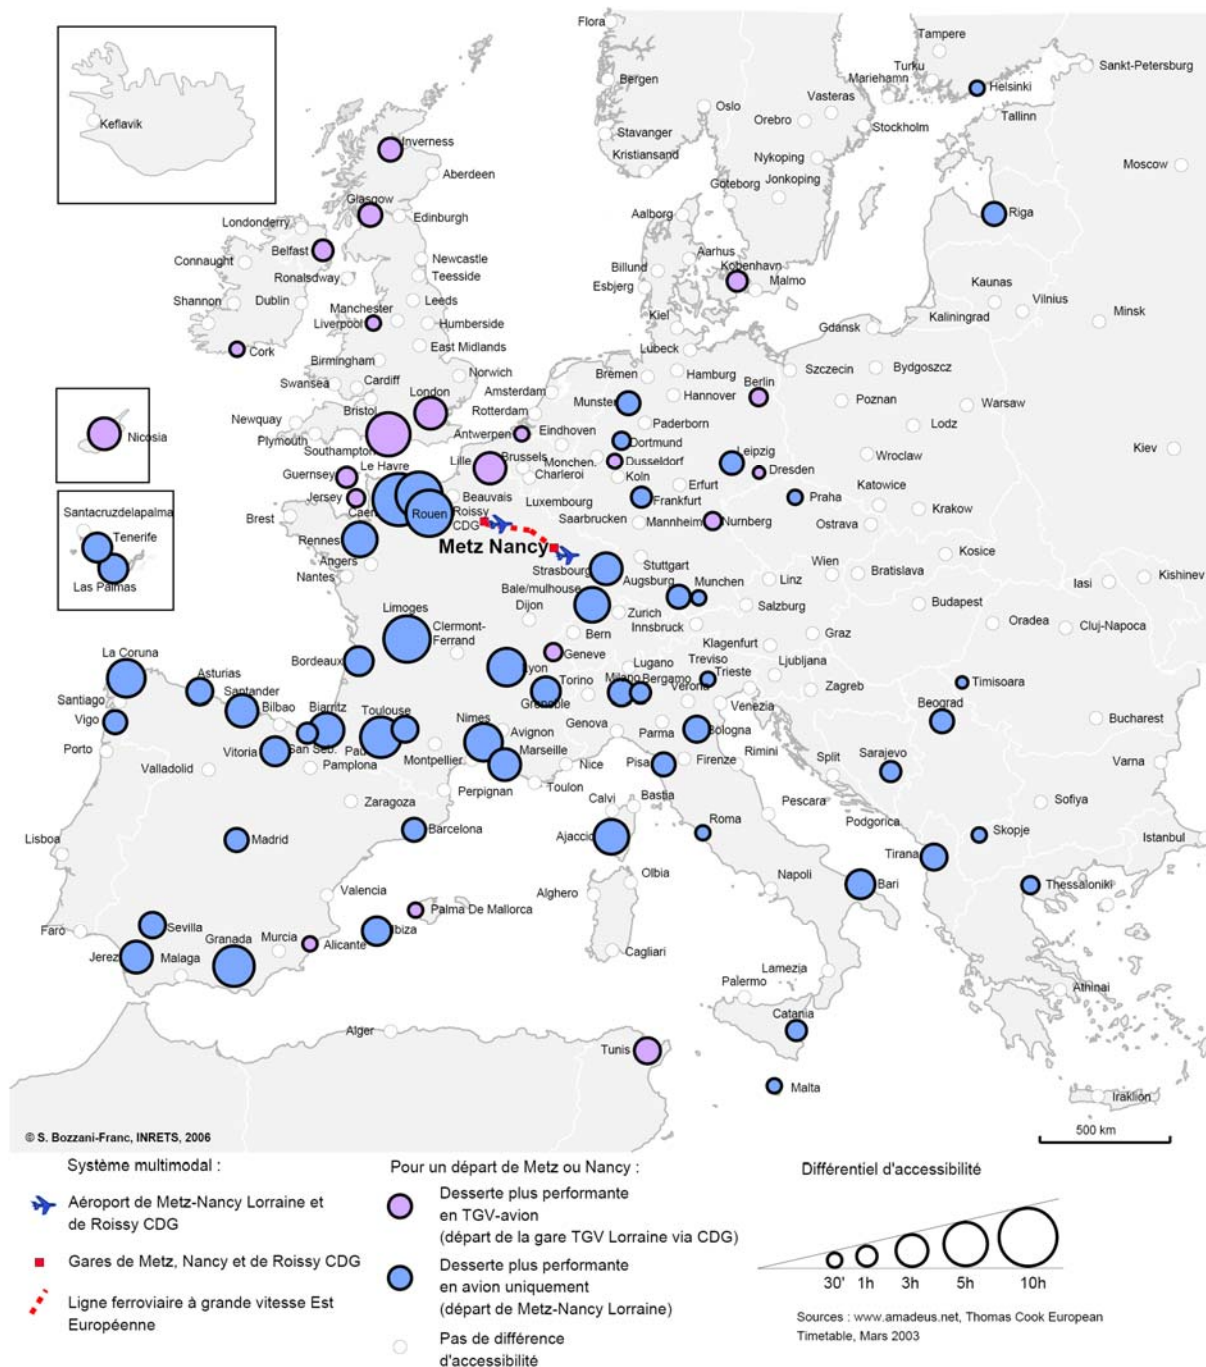 Flora
Tampere
Turku
Mariehamn
Sankt-Petersburg
Bergen
Helsinki
Keflavik
Oslo
Vasteras
Orebro
Tallinn
Stavanger
Stockholm
Inverness
Kristiansand
Nykoping
Moscow
Aberdeen
Goteborg
Jonkoping
Glasgow
Edinburgh
Aalborg
Riga
Londonderry
Belfast
Connaught
Newcastle
Aarhus
Kobenhavn
Ronalsdway
Teesside
Billund
Malmo
Esbjerg
Kaunas
Shannon
Dublin
Leeds
Manchester
Vilnius
Liverpool
Humberside
Kiel
Gdansk
Kaliningrad
Minsk
Cork
East Midlands
Lubeck
Birmingham
Norwich
Bremen
Hamburg
Szczecin
Bydgoszcz
Swansea
Cardiff
Amsterdam
Berlin
London
Munster
Hannover
Poznan
Warsaw
Bristol
Rotterdam
Newquay
Paderborn
Lodz
Nicosia
Plymouth
Antwerpen
Eindhoven
Dortmund
Kiev
Southampton
Brussels
Leipzig
Wroclaw
Guernsey
Le Havre
Lille
Monchen.
Dusseldorf
Dresden
Charleroi
Koln
Erfurt
Katowice
Jersey
Beauvais
Luxembourg
Frankfurt
Praha
Santacruzdelapalma
Caen
Rouen
Roissy
CDG
Krakow
Brest
Saarbrucken
Mannheim
Nurnberg
Ostrava
Tenerife
Rennes
Metz Nancy
Kosice
Angers
Strasbourg
Stuttgart
Wien
Nantes
Augsburg
Munchen
Linz
Bratislava
Iasi
Kishinev
Las Palmas
Bale/mulhouse
Limoges
Dijon
Zurich
Salzburg
Budapest
Innsbruck
Oradea
Cluj-Napoca
Clermont-
Ferrand
Bern
Graz
Klagenfurt
La Coruna
Bordeaux
Geneve
Lugano
Treviso
Ljubljana
Asturias
Lyon
Torino
Milano
Bergamo
Trieste
Zagreb
Timisoara
Santiago
Santander
Grenoble
Verona
Venezia
Beograd
Bucharest
Vigo
Bilbao
Biarritz
Toulouse
Nimes
Avignon
Genova
Parma
Bologna
Porto
Vitoria
San Seb.
Pau
Montpellier
Marseille
Nice
Pisa
Firenze
Rimini
Split
Sarajevo
Varna
Valladolid
Pamplona
Perpignan
Toulon
Zaragoza
Calvi
Bastia
Pescara
Sofiya
Podgorica
Lisboa
Madrid
Barcelona
Ajaccio
Roma
Skopje
Istanbul
Tirana
Olbia
Napoli
Bari
Thessaloniki
Valencia
Alghero
Palma De Mallorca
Faro
Sevilla
Ibiza
Granada
Murcia
Alicante
Cagliari
Jerez
Malaga
Lamezia
Palermo
Athinai
Catania
Alger
Tunis
Malta
Iraklion
500 km
© S. Bozzani-Franc, INRETS, 2006
Système multimodal :
Aéroport de Metz-Nancy Lorraine et
de Roissy CDG
Gares de Metz, Nancy et de Roissy CDG
Ligne ferroviaire à grande vitesse Est
Européenne
Pour un départ de Metz ou Nancy :
Desserte plus performante
en TGV-avion
(départ de la gare TGV Lorraine via CDG)
Desserte plus performante
en avion uniquement
(départ de Metz-Nancy Lorraine)
Pas de différence
d'accessibilité
Différentiel d'accessibilité
30' 1h 3h 5h 10h
Sources : www.amadeus.net, Thomas Cook European
Timetable, Mars 2003